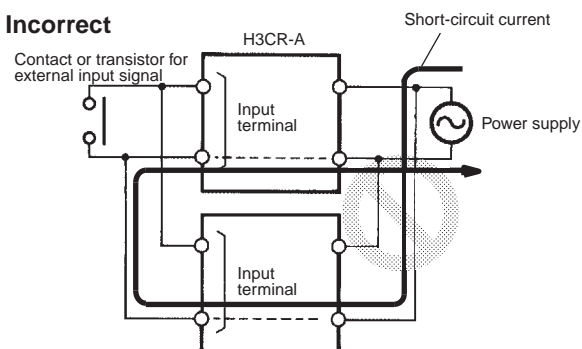 Incorrect
Short-circuit current
H3CR-A
Contact or transistor for
external input signal
Input
terminal
Power supply
Input
terminal